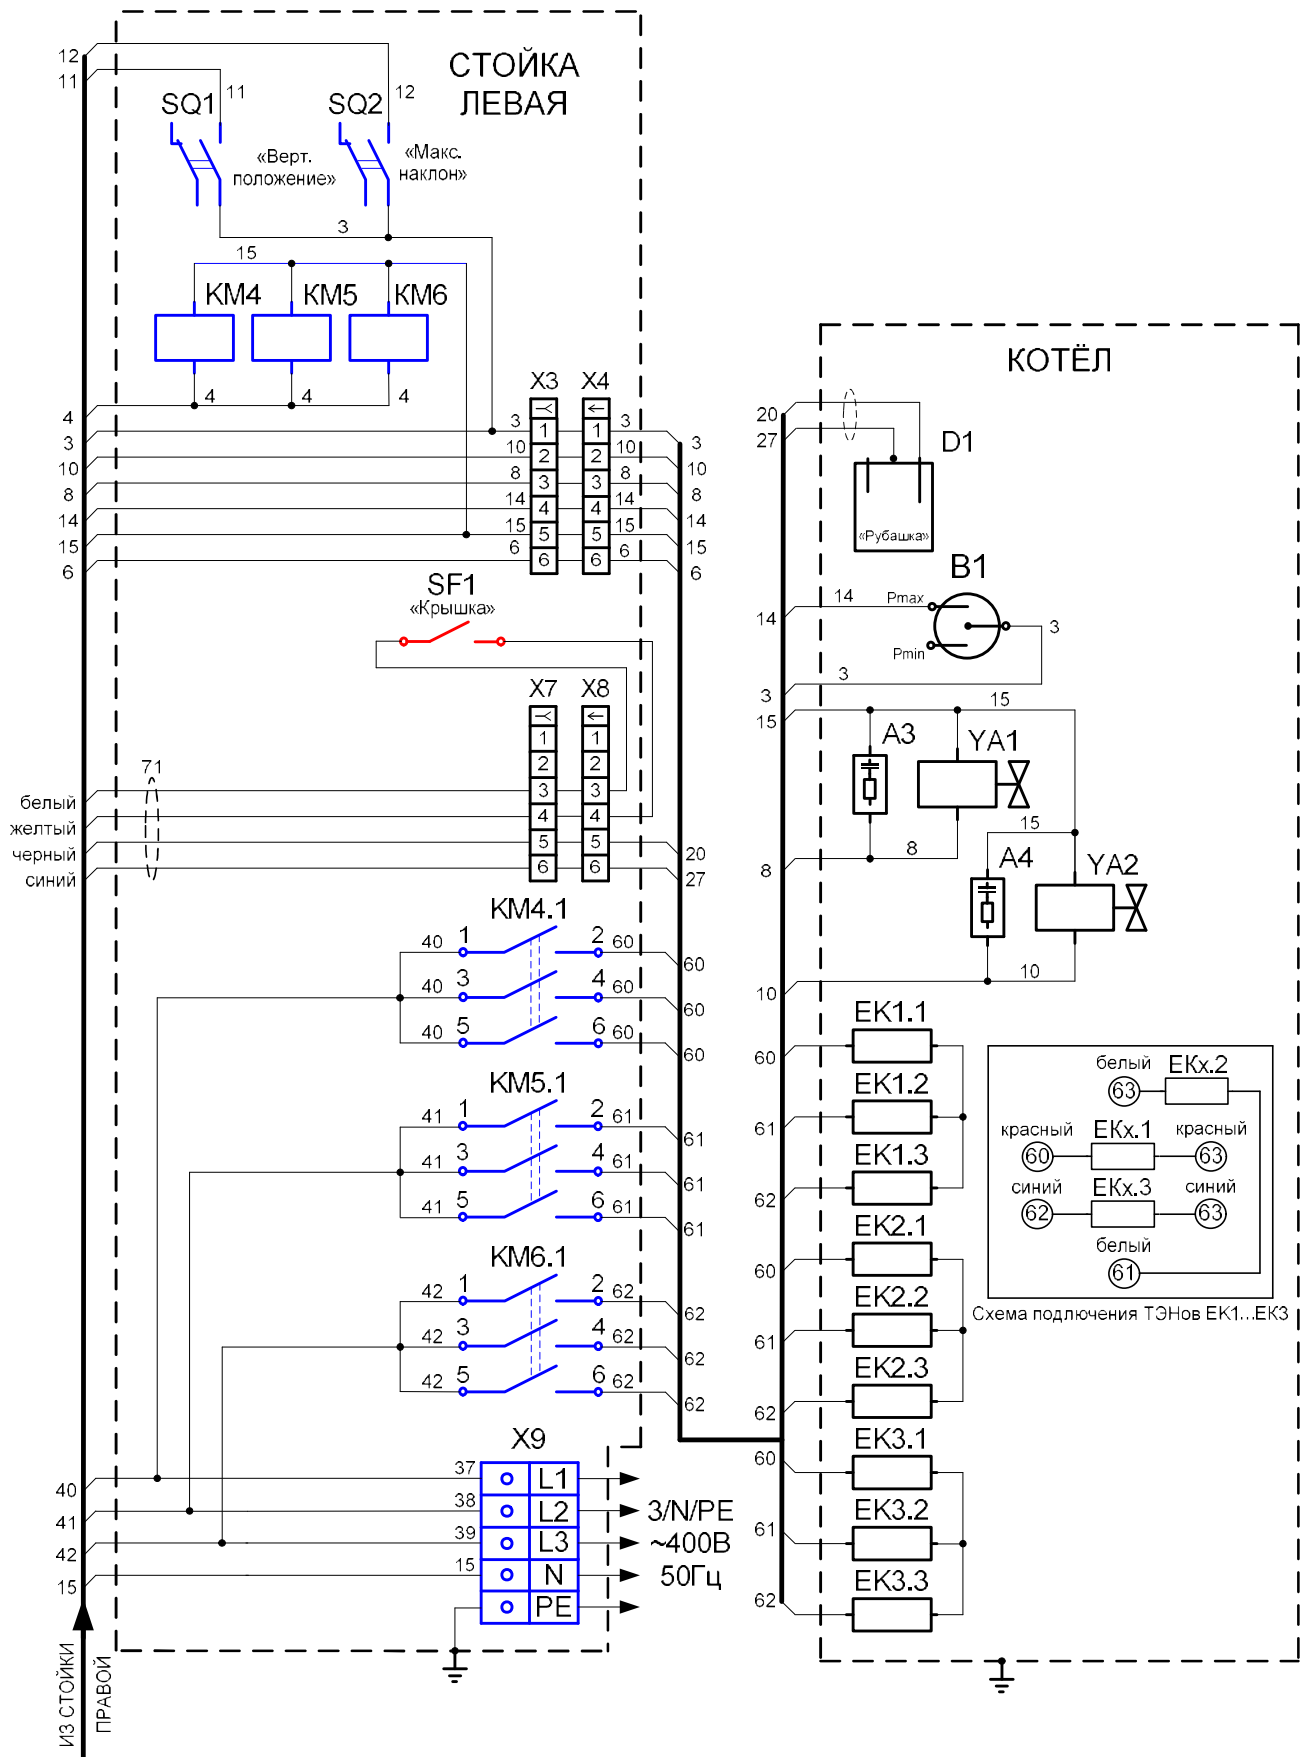 СТОЙКА
ЛЕВАЯ
12
11
11
12
SQ1
SQ2
«Верт.
положение»
«Макс.
наклон»
3
15
KM4
KM5
KM6
4
4
4
4
3
10
8
14
15
6
X3
X4
3
1
1
3
3
10
2
2
10
10
8
3
3
8
8
14
4
4
14
14
15
5
5
15
15
6
6
6
6
6
SF1
«Крышка»
X7
X8
1
1
2
2
3
3
4
4
5
5
6
6
71
белый
желтый
черный
синий
20
27
KM4.1
40
1
2
60
60
40
3
4
60
60
40
5
6
60
60
KM5.1
41
1
2
61
61
41
3
4
61
61
41
5
6
61
61
KM6.1
42
1
2
62
62
42
3
4
62
62
42
5
6
62
62
X9
40
37
L1
41
38
L2
42
39
L3
15
15
N
PE
3/N/PE
~400В
50Гц
ИЗ СТОЙКИ
ПРАВОЙ
КОТЁЛ
20
27
D1
«Рубашка»
B1
14
14
Pmax
3
Pmin
3
3
15
15
A3
YA1
8
8
15
A4
YA2
10
10
EK1.1
60
EK1.2
61
EK1.3
62
EK2.1
60
EK2.2
61
EK2.3
62
EK3.1
60
EK3.2
61
EK3.3
62
белый
EKx.2
63
красный
EKx.1
красный
60
63
синий
EKx.3
синий
62
63
белый
61
Схема подлючения ТЭНов EK1...EK3